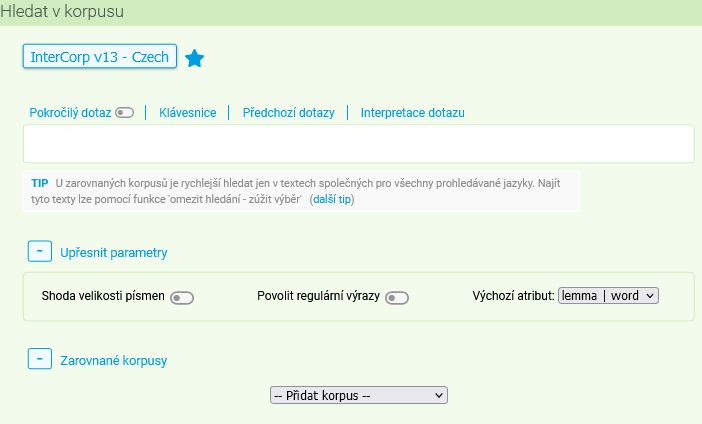 Hledat v korpusu
InterCorp v13 - Czech
Pokročilý dotaz | Klávesnice | Předchozí dotazy | Interpretace dotazu
TIP U zarovnaných korpusů je rychlejší hledat jen v textech společných pro všechny prohledávané jazyky. Najít
tyto texty lze pomocí funkce 'omezit hledání - zúžit výběr' (další tip)
- Upřesnit parametry
Shoda velikosti písmen Povolit regulární výrazy Výchozí atribut: lemma | word
- Zarovnané korpusy
-- Přidat korpus --